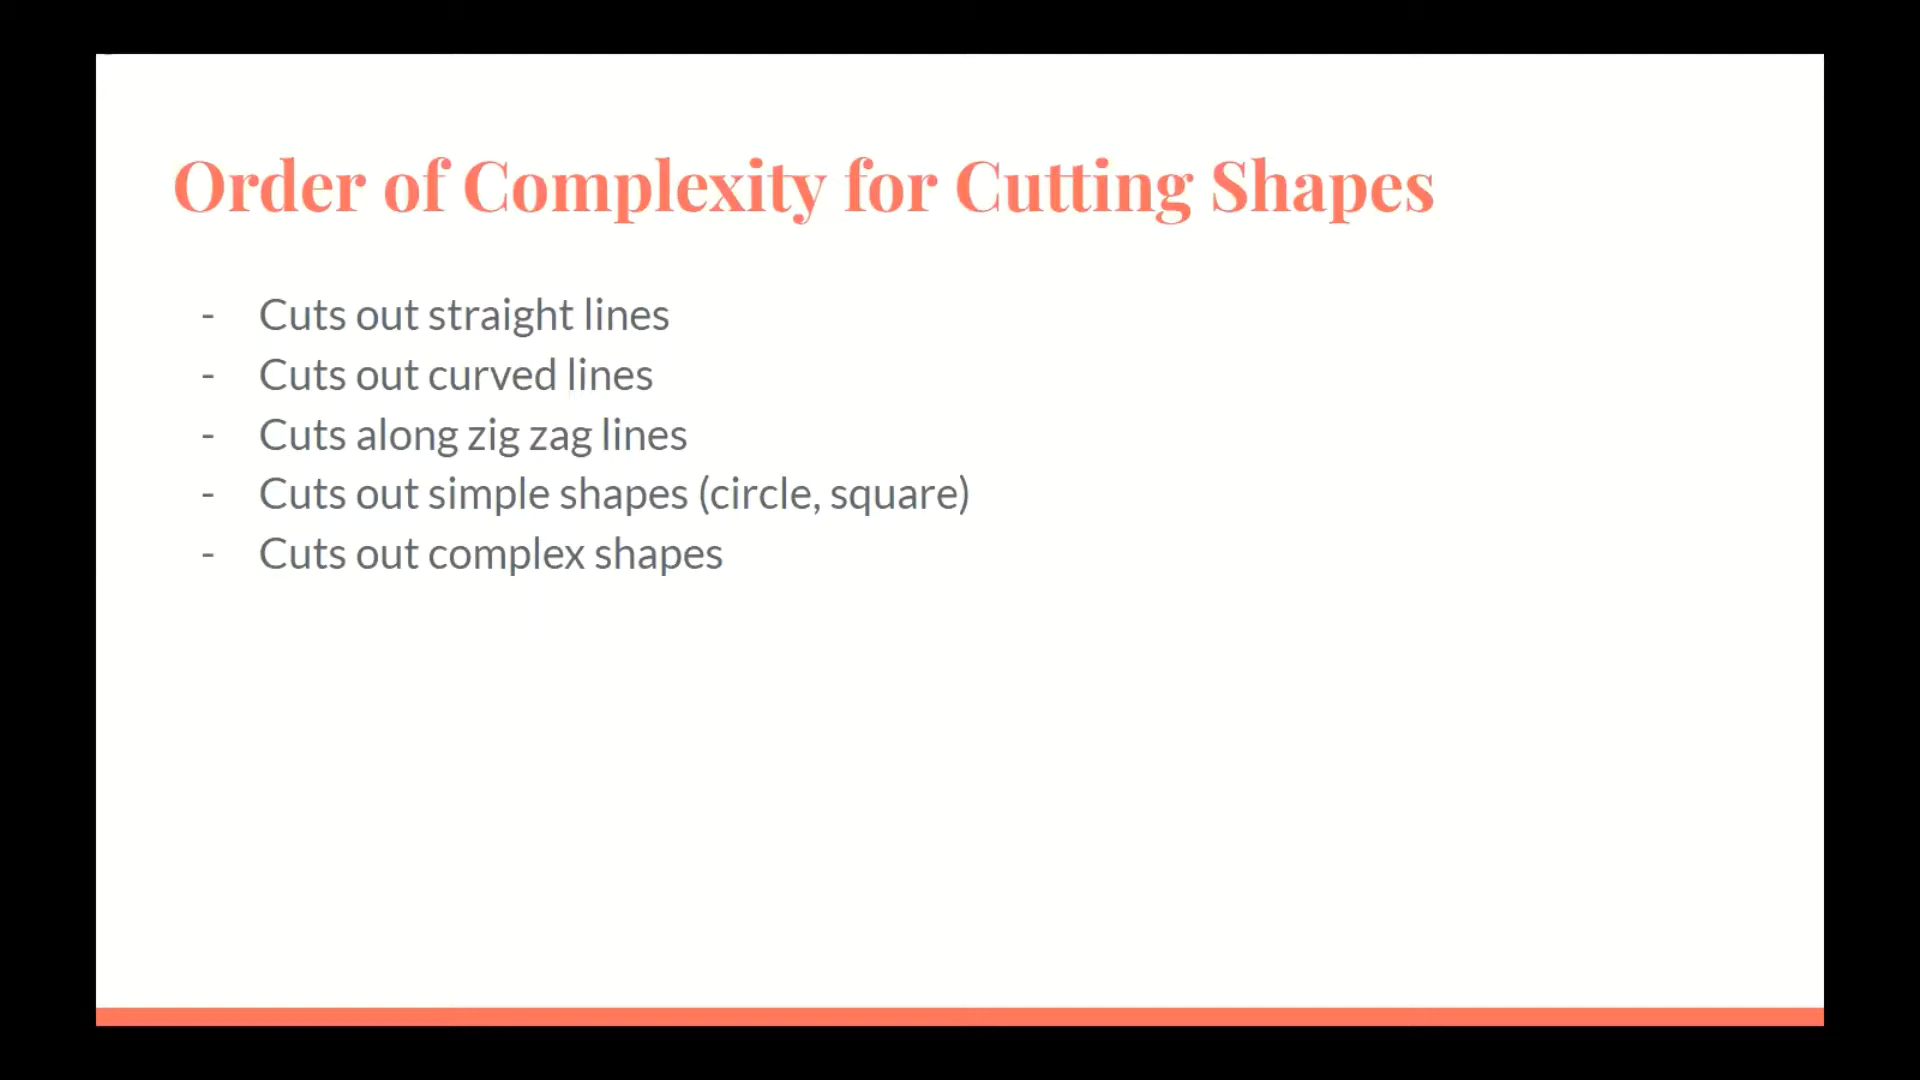 Order of Complexity for Cutting Shapes
- Cuts out straight lines
- Cuts out curved lines
- Cuts along zig zag lines
- Cuts out simple shapes (circle, square)
- Cuts out complex shapes